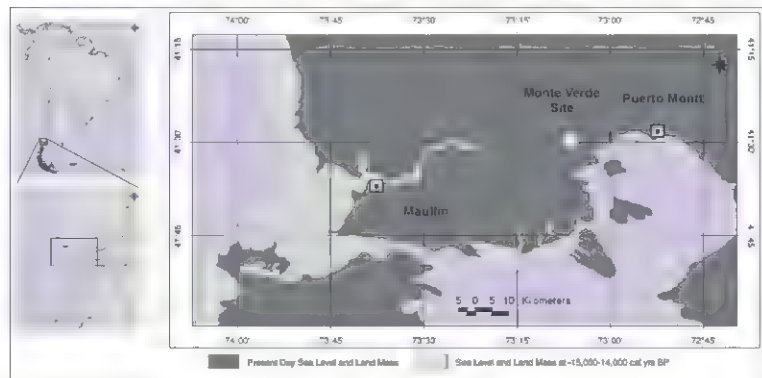 74°00' 73°45 73°30' 73°15' 73°00' 72°45'
41°15 41°15
Monte Verde Puerto Montt
Site
41°30 41°30
Maullin
45
5 0 5 10 Kilometers
74°00' 73°45 73°30' 73°15 73°00' 72°45
Present Day Sea Level and Land Mass Sea Level and Land Mass at ~15,000-14,000 cal yrs BP